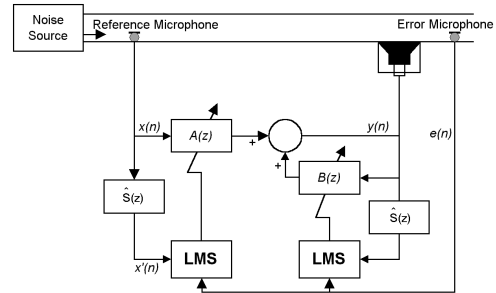 Noise
Source
Reference Microphone
Error Microphone
x(n)
A(z)
+
y(n)
e(n)
+
B(z)
^
S(z)
^
S(z)
x'(n)
LMS
LMS